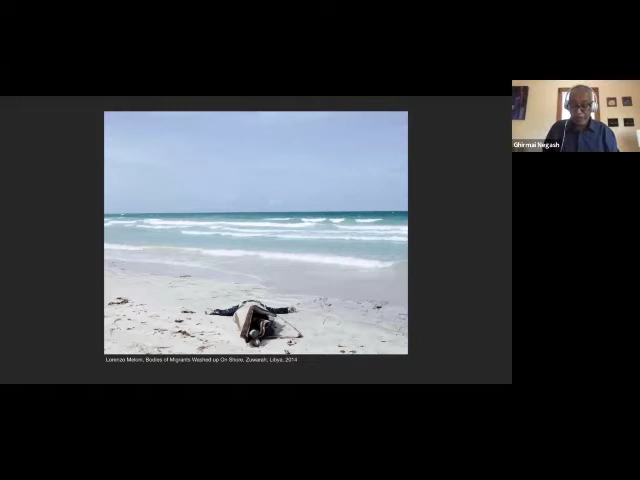 Ghirmai Negash
Lorenzo Meloni, Bodies of Migrants Washed up On Shore, Zuwarah, Libya, 2014